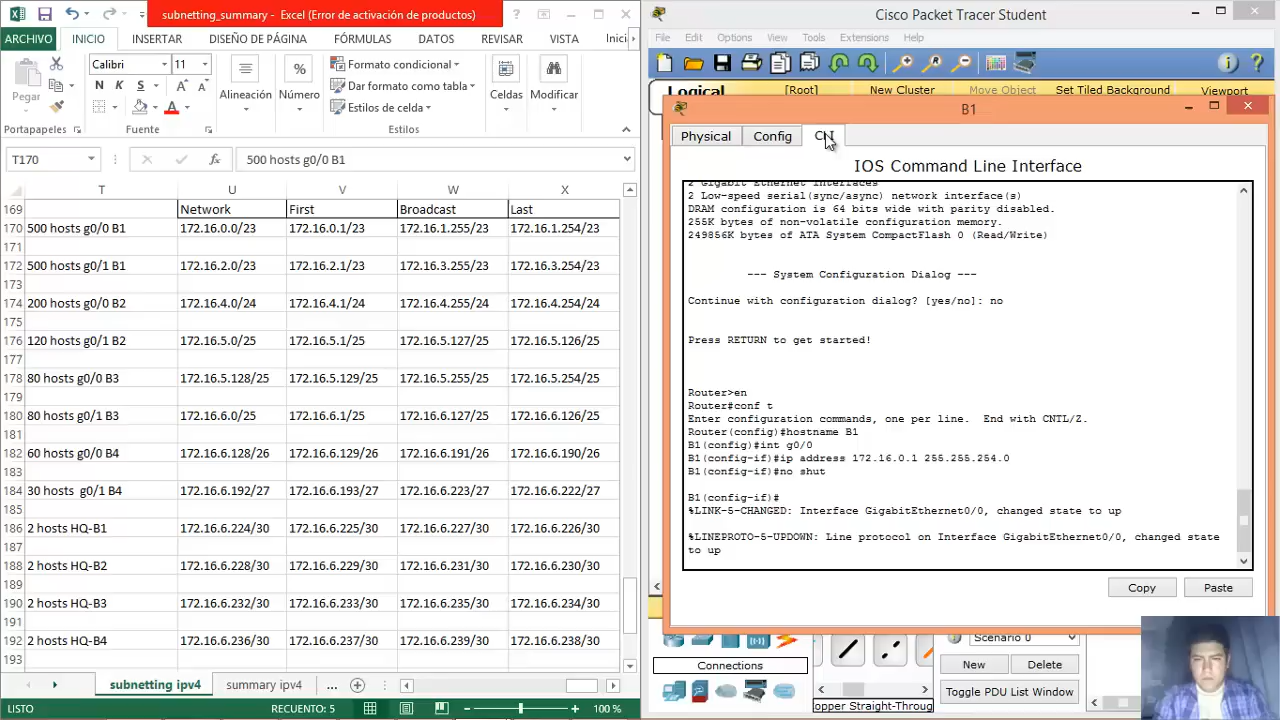 subnetting_summary - Excel (Error de activación de productos)
ARCHIVO INICIO INSERTAR DISEÑO DE PÁGINA FÓRMULAS DATOS REVISAR VISTA Inici
Pegar
Calibri 11
N K S
A A
A
Alineación
%
Número
Formato condicional
Dar formato como tabla
Estilos de celda
Celdas
Modificar
Portapapeles Fuente Estilos
T170 fx 500 hosts g0/0 B1
T U V W X
169 Network First Broadcast Last
170 500 hosts g0/0 B1 172.16.0.0/23 172.16.0.1/23 172.16.1.255/23 172.16.1.254/23
171
172 500 hosts g0/1 B1 172.16.2.0/23 172.16.2.1/23 172.16.3.255/23 172.16.3.254/23
173
174 200 hosts g0/0 B2 172.16.4.0/24 172.16.4.1/24 172.16.4.255/24 172.16.4.254/24
175
176 120 hosts g0/1 B2 172.16.5.0/25 172.16.5.1/25 172.16.5.127/25 172.16.5.126/25
177
178 80 hosts g0/0 B3 172.16.5.128/25 172.16.5.129/25 172.16.5.255/25 172.16.5.254/25
179
180 80 hosts g0/1 B3 172.16.6.0/25 172.16.6.1/25 172.16.6.127/25 172.16.6.126/25
181
182 60 hosts g0/0 B4 172.16.6.128/26 172.16.6.129/26 172.16.6.191/26 172.16.6.190/26
183
184 30 hosts g0/1 B4 172.16.6.192/27 172.16.6.193/27 172.16.6.223/27 172.16.6.222/27
185
186 2 hosts HQ-B1 172.16.6.224/30 172.16.6.225/30 172.16.6.227/30 172.16.6.226/30
187
188 2 hosts HQ-B2 172.16.6.228/30 172.16.6.229/30 172.16.6.231/30 172.16.6.230/30
189
190 2 hosts HQ-B3 172.16.6.232/30 172.16.6.233/30 172.16.6.235/30 172.16.6.234/30
191
192 2 hosts HQ-B4 172.16.6.236/30 172.16.6.237/30 172.16.6.239/30 172.16.6.238/30
193
subnetting ipv4 summary ipv4 ...
LISTO RECUENTO: 5 100 %
Cisco Packet Tracer Student
File Edit Options View Tools Extensions Help
Logical [Root] New Cluster Move Object Set Tiled Background Viewport
B1
Physical Config CLI
IOS Command Line Interface
2 Gigabit Ethernet interfaces
2 Low-speed serial(sync/async) network interface(s)
DRAM configuration is 64 bits wide with parity disabled.
255K bytes of non-volatile configuration memory.
249856K bytes of ATA System CompactFlash 0 (Read/Write)
--- System Configuration Dialog ---
Continue with configuration dialog? [yes/no]: no
Press RETURN to get started!
Router>en
Router#conf t
Enter configuration commands, one per line. End with CNTL/Z.
Router(config)#hostname B1
B1(config)#int g0/0
B1(config-if)#ip address 172.16.0.1 255.255.254.0
B1(config-if)#no shut
B1(config-if)#
%LINK-5-CHANGED: Interface GigabitEthernet0/0, changed state to up
%LINEPROTO-5-UPDOWN: Line protocol on Interface GigabitEthernet0/0, changed state
to up
Copy Paste
Scenario 0
Connections New Delete
Toggle PDU List Window
opper Straight-Throug